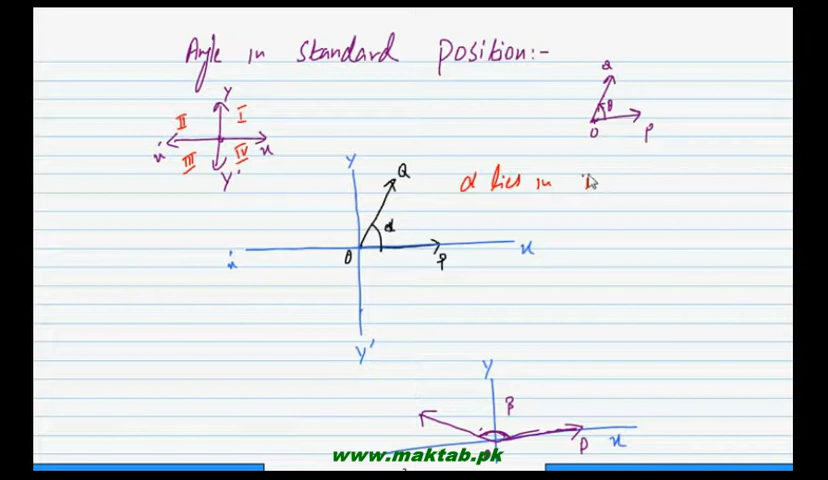 Angle in standard position:-
Q
θ
O
P
Y
II
I
x'
x
III
IV
Y'
Y
Q
α lies in
α
x'
O
P
x
Y'
Y
β
P
x
www.maktab.pk